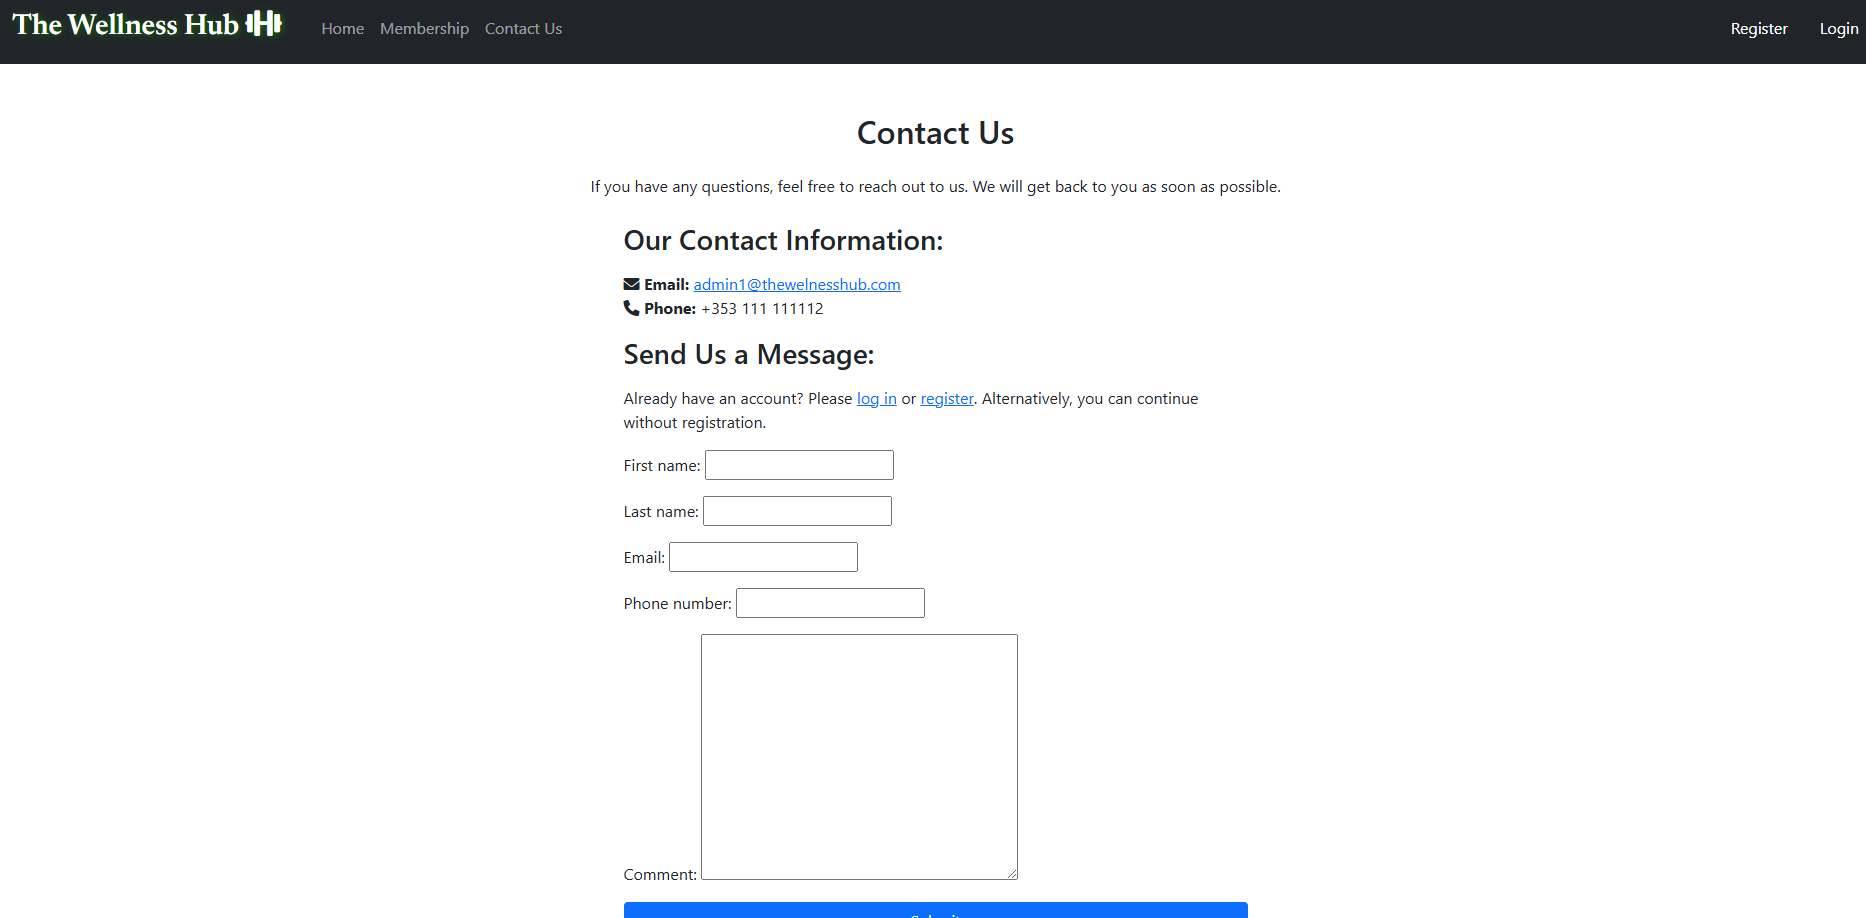 The Wellness Hub Home Membership Contact Us Register Login
Contact Us
If you have any questions, feel free to reach out to us. We will get back to you as soon as possible.
Our Contact Information:
Email: admin1@thewelnesshub.com
Phone: +353 111 111112
Send Us a Message:
Already have an account? Please log in or register. Alternatively, you can continue
without registration.
First name:
Last name:
Email:
Phone number:
Comment: